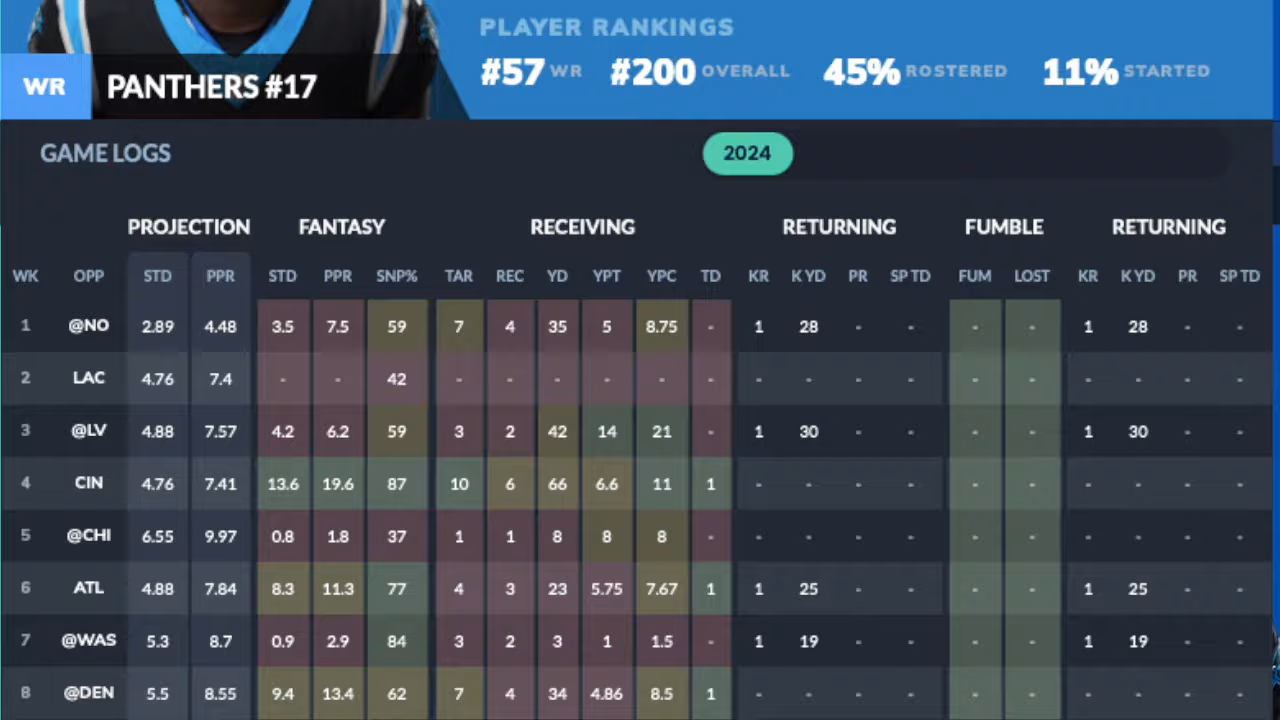 PLAYER RANKINGS
#57 WR #200 OVERALL 45% ROSTERED 11% STARTED
WR PANTHERS #17
GAME LOGS 2024
PROJECTION FANTASY RECEIVING RETURNING FUMBLE RETURNING
WK OPP STD PPR STD PPR SNP% TAR REC YD YPT YPC TD KR K YD PR SP TD FUM LOST KR K YD PR SP TD
1 @NO 2.89 4.48 3.5 7.5 59 7 4 35 5 8.75 - 1 28 - - - - 1 28 - -
2 LAC 4.76 7.4 - - 42 - - - - - - - - - - - - - - - -
3 @LV 4.88 7.57 4.2 6.2 59 3 2 42 14 21 - 1 30 - - - - 1 30 - -
4 CIN 4.76 7.41 13.6 19.6 87 10 6 66 6.6 11 1 - - - - - - - - - -
5 @CHI 6.55 9.97 0.8 1.8 37 1 1 8 8 8 - - - - - - - - - - -
6 ATL 4.88 7.84 8.3 11.3 77 4 3 23 5.75 7.67 1 1 25 - - - - 1 25 - -
7 @WAS 5.3 8.7 0.9 2.9 84 3 2 3 1 1.5 - 1 19 - - - - 1 19 - -
8 @DEN 5.5 8.55 9.4 13.4 62 7 4 34 4.86 8.5 1 - - - - - - - - - -